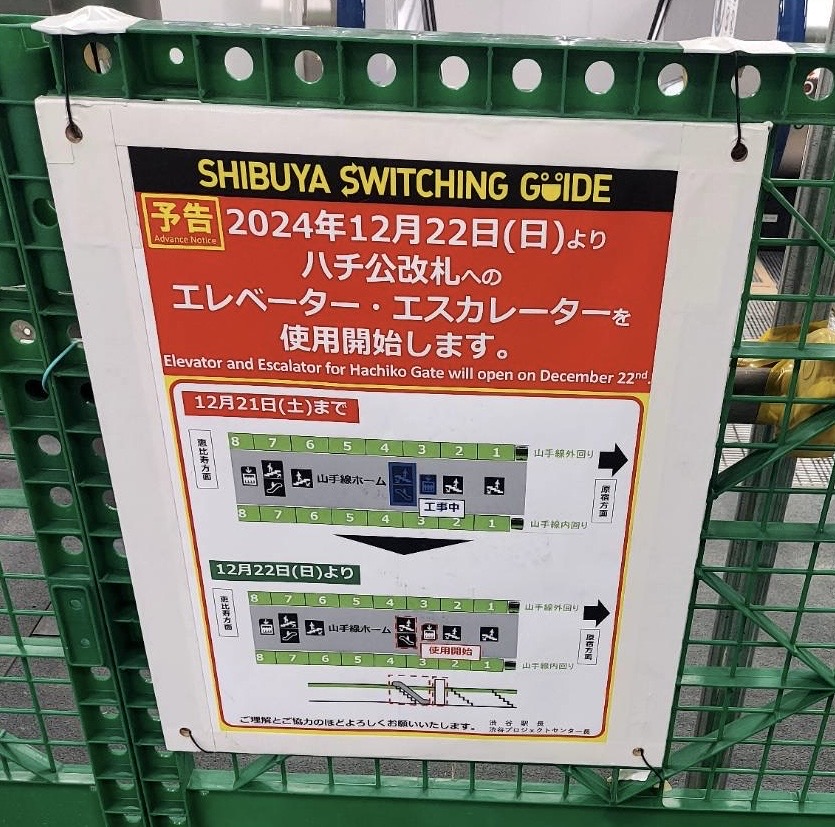 SHIBUYA SWITCHING GUIDE
予告
Advance Notice
2024年12月22日(日)より
ハチ公改札への
エレベーター・エスカレーターを
使用開始します。
Elevator and Escalator for Hachiko Gate will open on December 22nd.
12月21日(土)まで
恵比寿方面
8 7 6 5 4 3 2 1
山手線外回り
山手線ホーム
工事中
原宿方面
8 7 6 5 4 3 2 1
山手線内回り
12月22日(日)より
恵比寿方面
8 7 6 5 4 3 2 1
山手線外回り
山手線ホーム
使用開始
原宿方面
8 7 6 5 4 3 2 1
山手線内回り
ご理解とご協力のほどよろしくお願いいたします。
渋谷駅長
渋谷プロジェクトセンター長